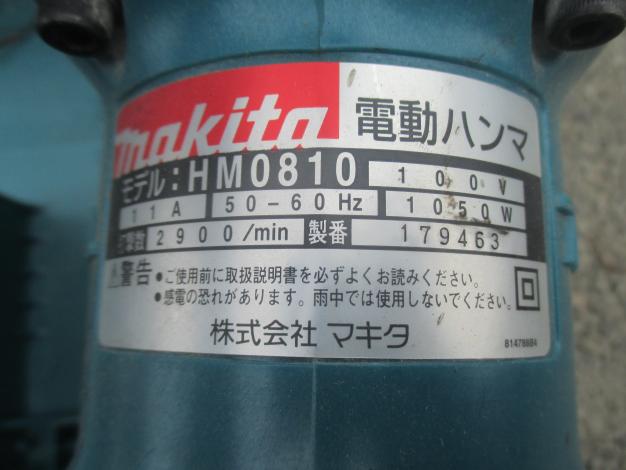 makita 電動ハンマ
モデル:HM0810 100V
11A 50-60Hz 1050W
2900/min 製番 179463
警告 ●ご使用前に取扱説明書を必ずよくお読みください。
●感電の恐れがあります。雨中では使用しないでください。
株式会社 マキタ